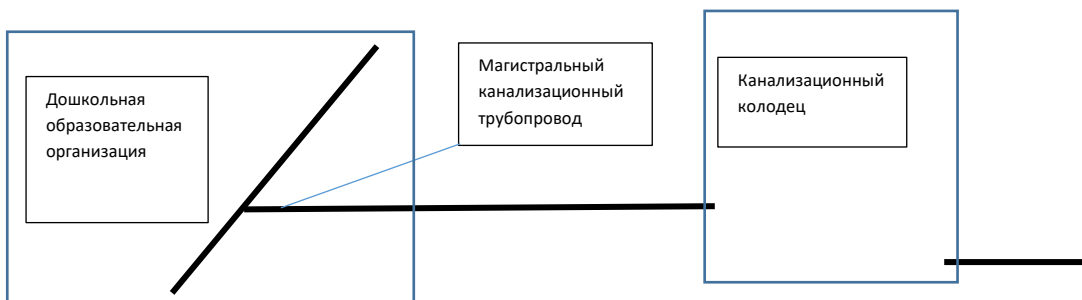 Дошкольная
образовательная
организация
Магистральный
канализационный
трубопровод
Канализационный
колодец